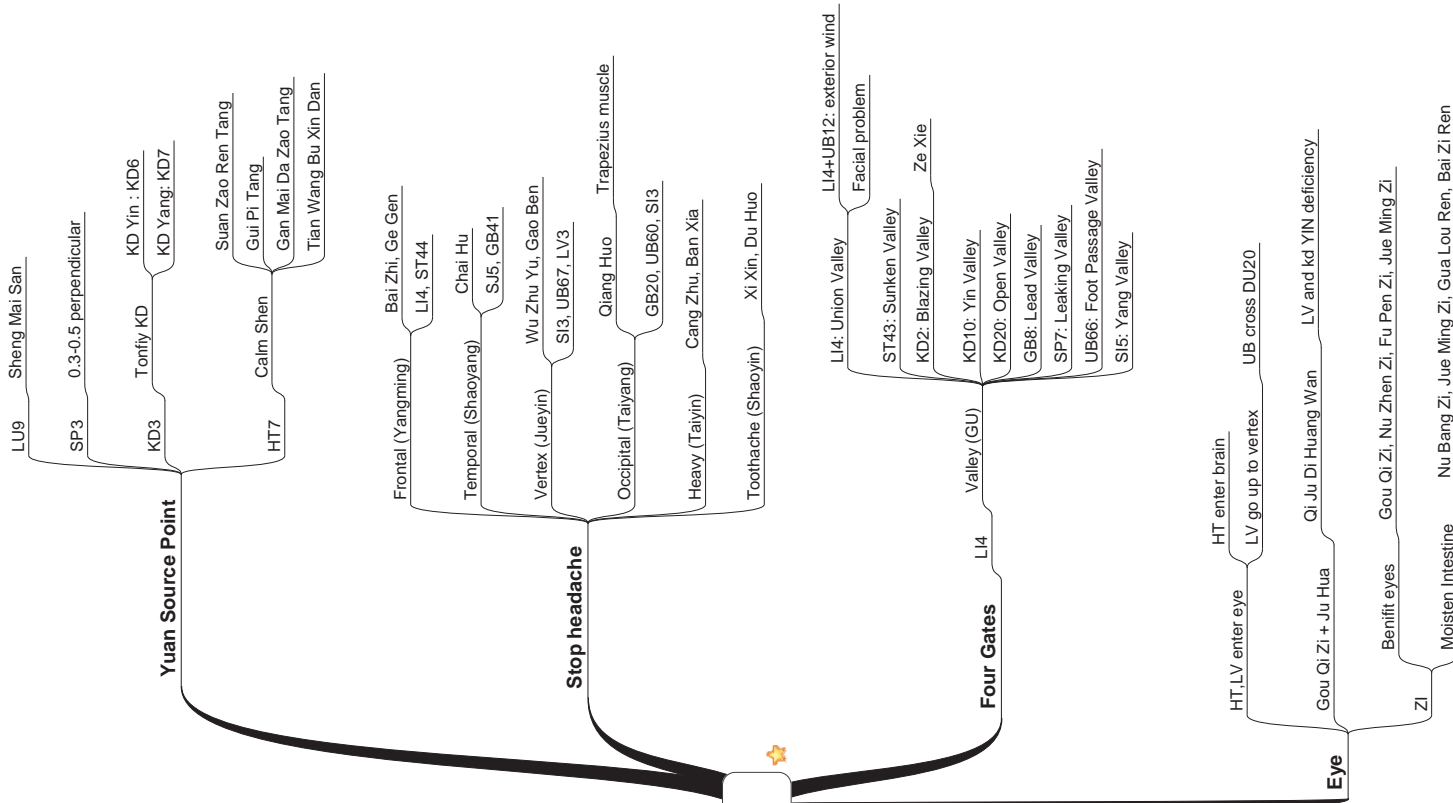 Yuan Source Point
LU9
Sheng Mai San
SP3
0.3-0.5 perpendicular
KD3
Tonfiy KD
KD Yin : KD6
KD Yang: KD7
HT7
Calm Shen
Suan Zao Ren Tang
Gui Pi Tang
Gan Mai Da Zao Tang
Tian Wang Bu Xin Dan
Stop headache
Frontal (Yangming)
Bai Zhi, Ge Gen
LI4, ST44
Temporal (Shaoyang)
Chai Hu
SJ5, GB41
Vertex (Jueyin)
Wu Zhu Yu, Gao Ben
SI3, UB67, LV3
Occipital (Taiyang)
Qiang Huo
Trapezius muscle
GB20, UB60, SI3
Heavy (Taiyin)
Cang Zhu, Ban Xia
Toothache (Shaoyin)
Xi Xin, Du Huo
Four Gates
LI4
Valley (GU)
LI4: Union Valley
LI4+UB12: exterior wind
Facial problem
ST43: Sunken Valley
KD2: Blazing Valley
Ze Xie
KD10: Yin Valley
KD20: Open Valley
GB8: Lead Valley
SP7: Leaking Valley
UB66: Foot Passage Valley
SI5: Yang Valley
Eye
HT,LV enter eye
HT enter brain
LV go up to vertex
UB cross DU20
Gou Qi Zi + Ju Hua
Qi Ju Di Huang Wan
LV and kd YIN deficiency
ZI
Benifit eyes
Gou Qi Zi, Nu Zhen Zi, Fu Pen Zi, Jue Ming Zi
Moisten Intestine
Nu Bang Zi, Jue Ming Zi, Gua Lou Ren, Bai Zi Ren